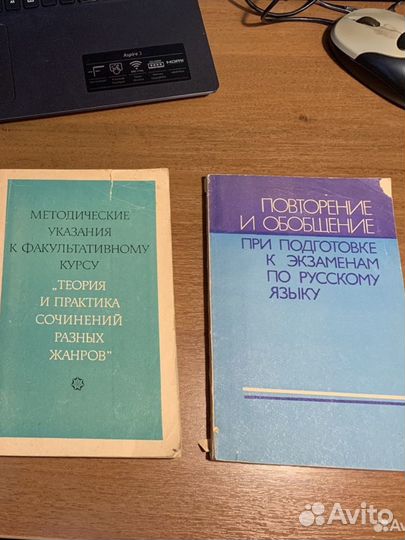 Aspire 3
HDMI
МЕТОДИЧЕСКИЕ
УКАЗАНИЯ
К ФАКУЛЬТАТИВНОМУ
КУРСУ
„ТЕОРИЯ
И ПРАКТИКА
СОЧИНЕНИЙ
РАЗНЫХ
ЖАНРОВ"
ПОВТОРЕНИЕ
И ОБОБЩЕНИЕ
ПРИ ПОДГОТОВКЕ
К ЭКЗАМЕНАМ
ПО РУССКОМУ
ЯЗЫКУ
Avito